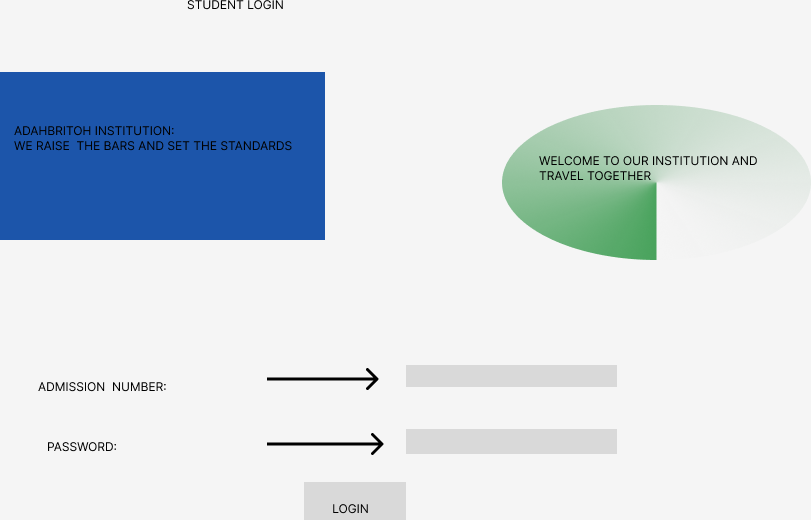 STUDENT LOGIN
ADAHBRITOH INSTITUTION:
WE RAISE  THE BARS AND SET THE STANDARDS
WELCOME TO OUR INSTITUTION AND
TRAVEL TOGETHER
ADMISSION  NUMBER:
PASSWORD:
LOGIN